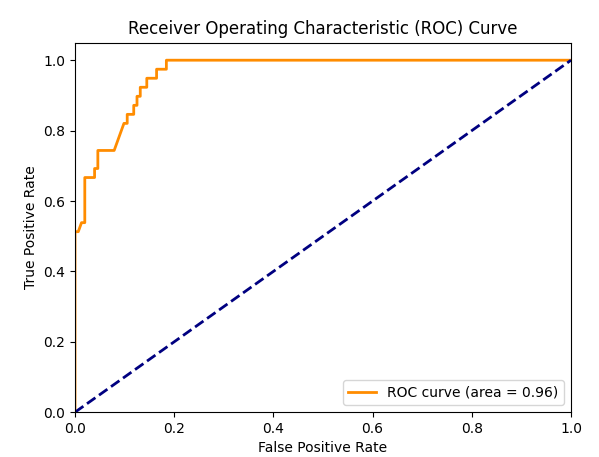 Receiver Operating Characteristic (ROC) Curve
1.0
0.8
0.6
0.4
0.2
0.0
True Positive Rate
ROC curve (area = 0.96)
0.0 0.2 0.4 0.6 0.8 1.0
False Positive Rate